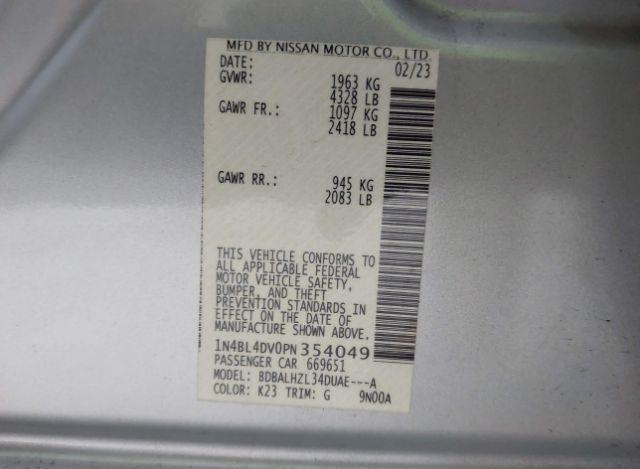 MFD BY NISSAN MOTOR CO., LTD.
DATE: 02/23
GVWR: 1963 KG
4328 LB
GAWR FR.: 1097 KG
2418 LB
GAWR RR.: 945 KG
2083 LB
THIS VEHICLE CONFORMS TO
ALL APPLICABLE FEDERAL
MOTOR VEHICLE SAFETY,
BUMPER, AND THEFT
PREVENTION STANDARDS IN
EFFECT ON THE DATE OF
MANUFACTURE SHOWN ABOVE.
1N4BL4DV0PN354049
PASSENGER CAR 669651
MODEL: BDBALHZL34DUAE---A
COLOR: K23 TRIM: G 9N00A